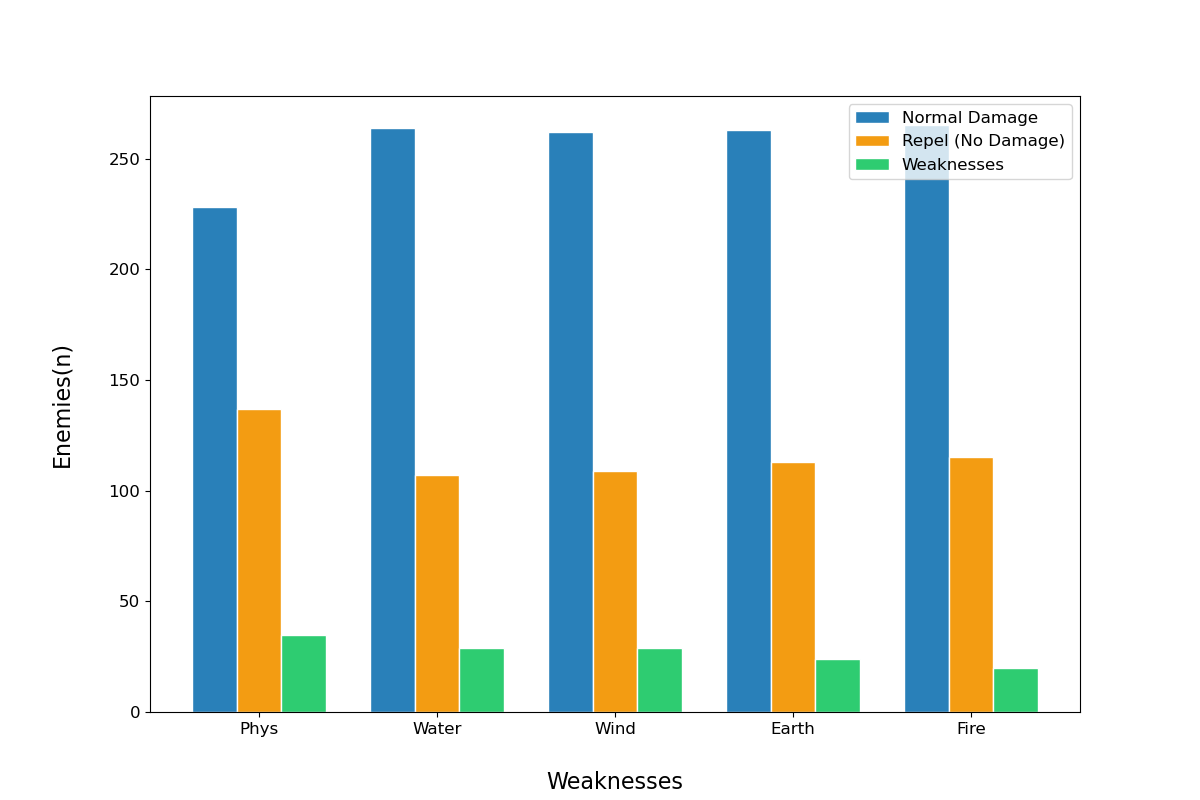 Normal Damage
Repel (No Damage)
Weaknesses
250
200
150
100
50
0
Enemies(n)
Phys Water Wind Earth Fire
Weaknesses